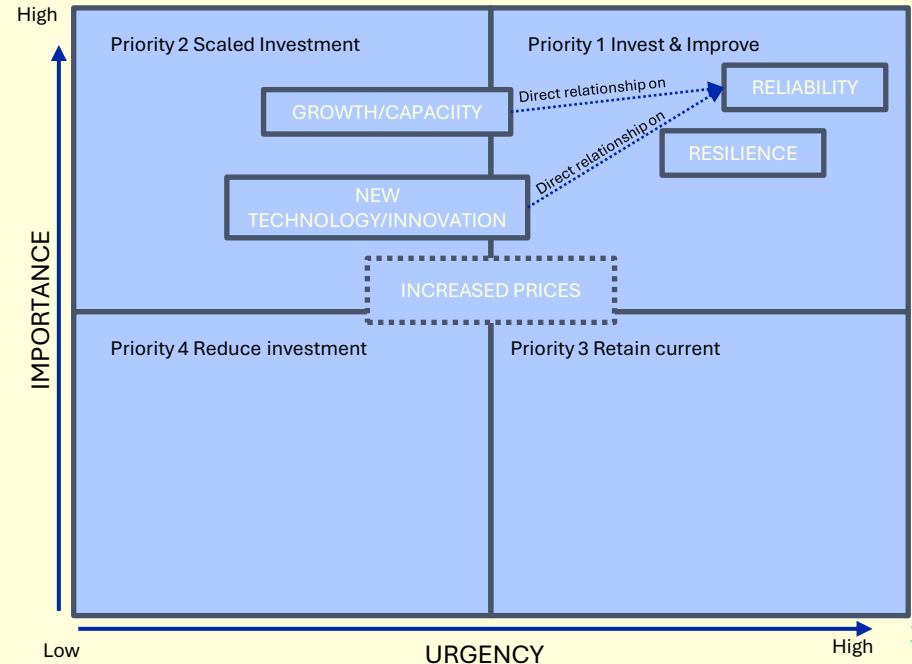 High
Priority 2 Scaled Investment
Priority 1 Invest & Improve
RELIABILITY
Direct relationship on
GROWTH/CAPACIITY
RESILIENCE
Direct relationship on
NEW
TECHNOLOGY/INNOVATION
INCREASED PRICES
IMPORTANCE
Priority 4 Reduce investment
Priority 3 Retain current
Low
URGENCY
High